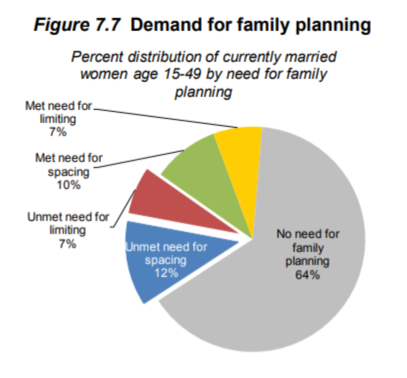 Figure 7.7 Demand for family planning
Percent distribution of currently married
women age 15-49 by need for family
planning
Met need for
limiting
7%
Met need for
spacing
10%
Unmet need for
limiting
7%
Unmet need for
spacing
12%
No need for
family
planning
64%